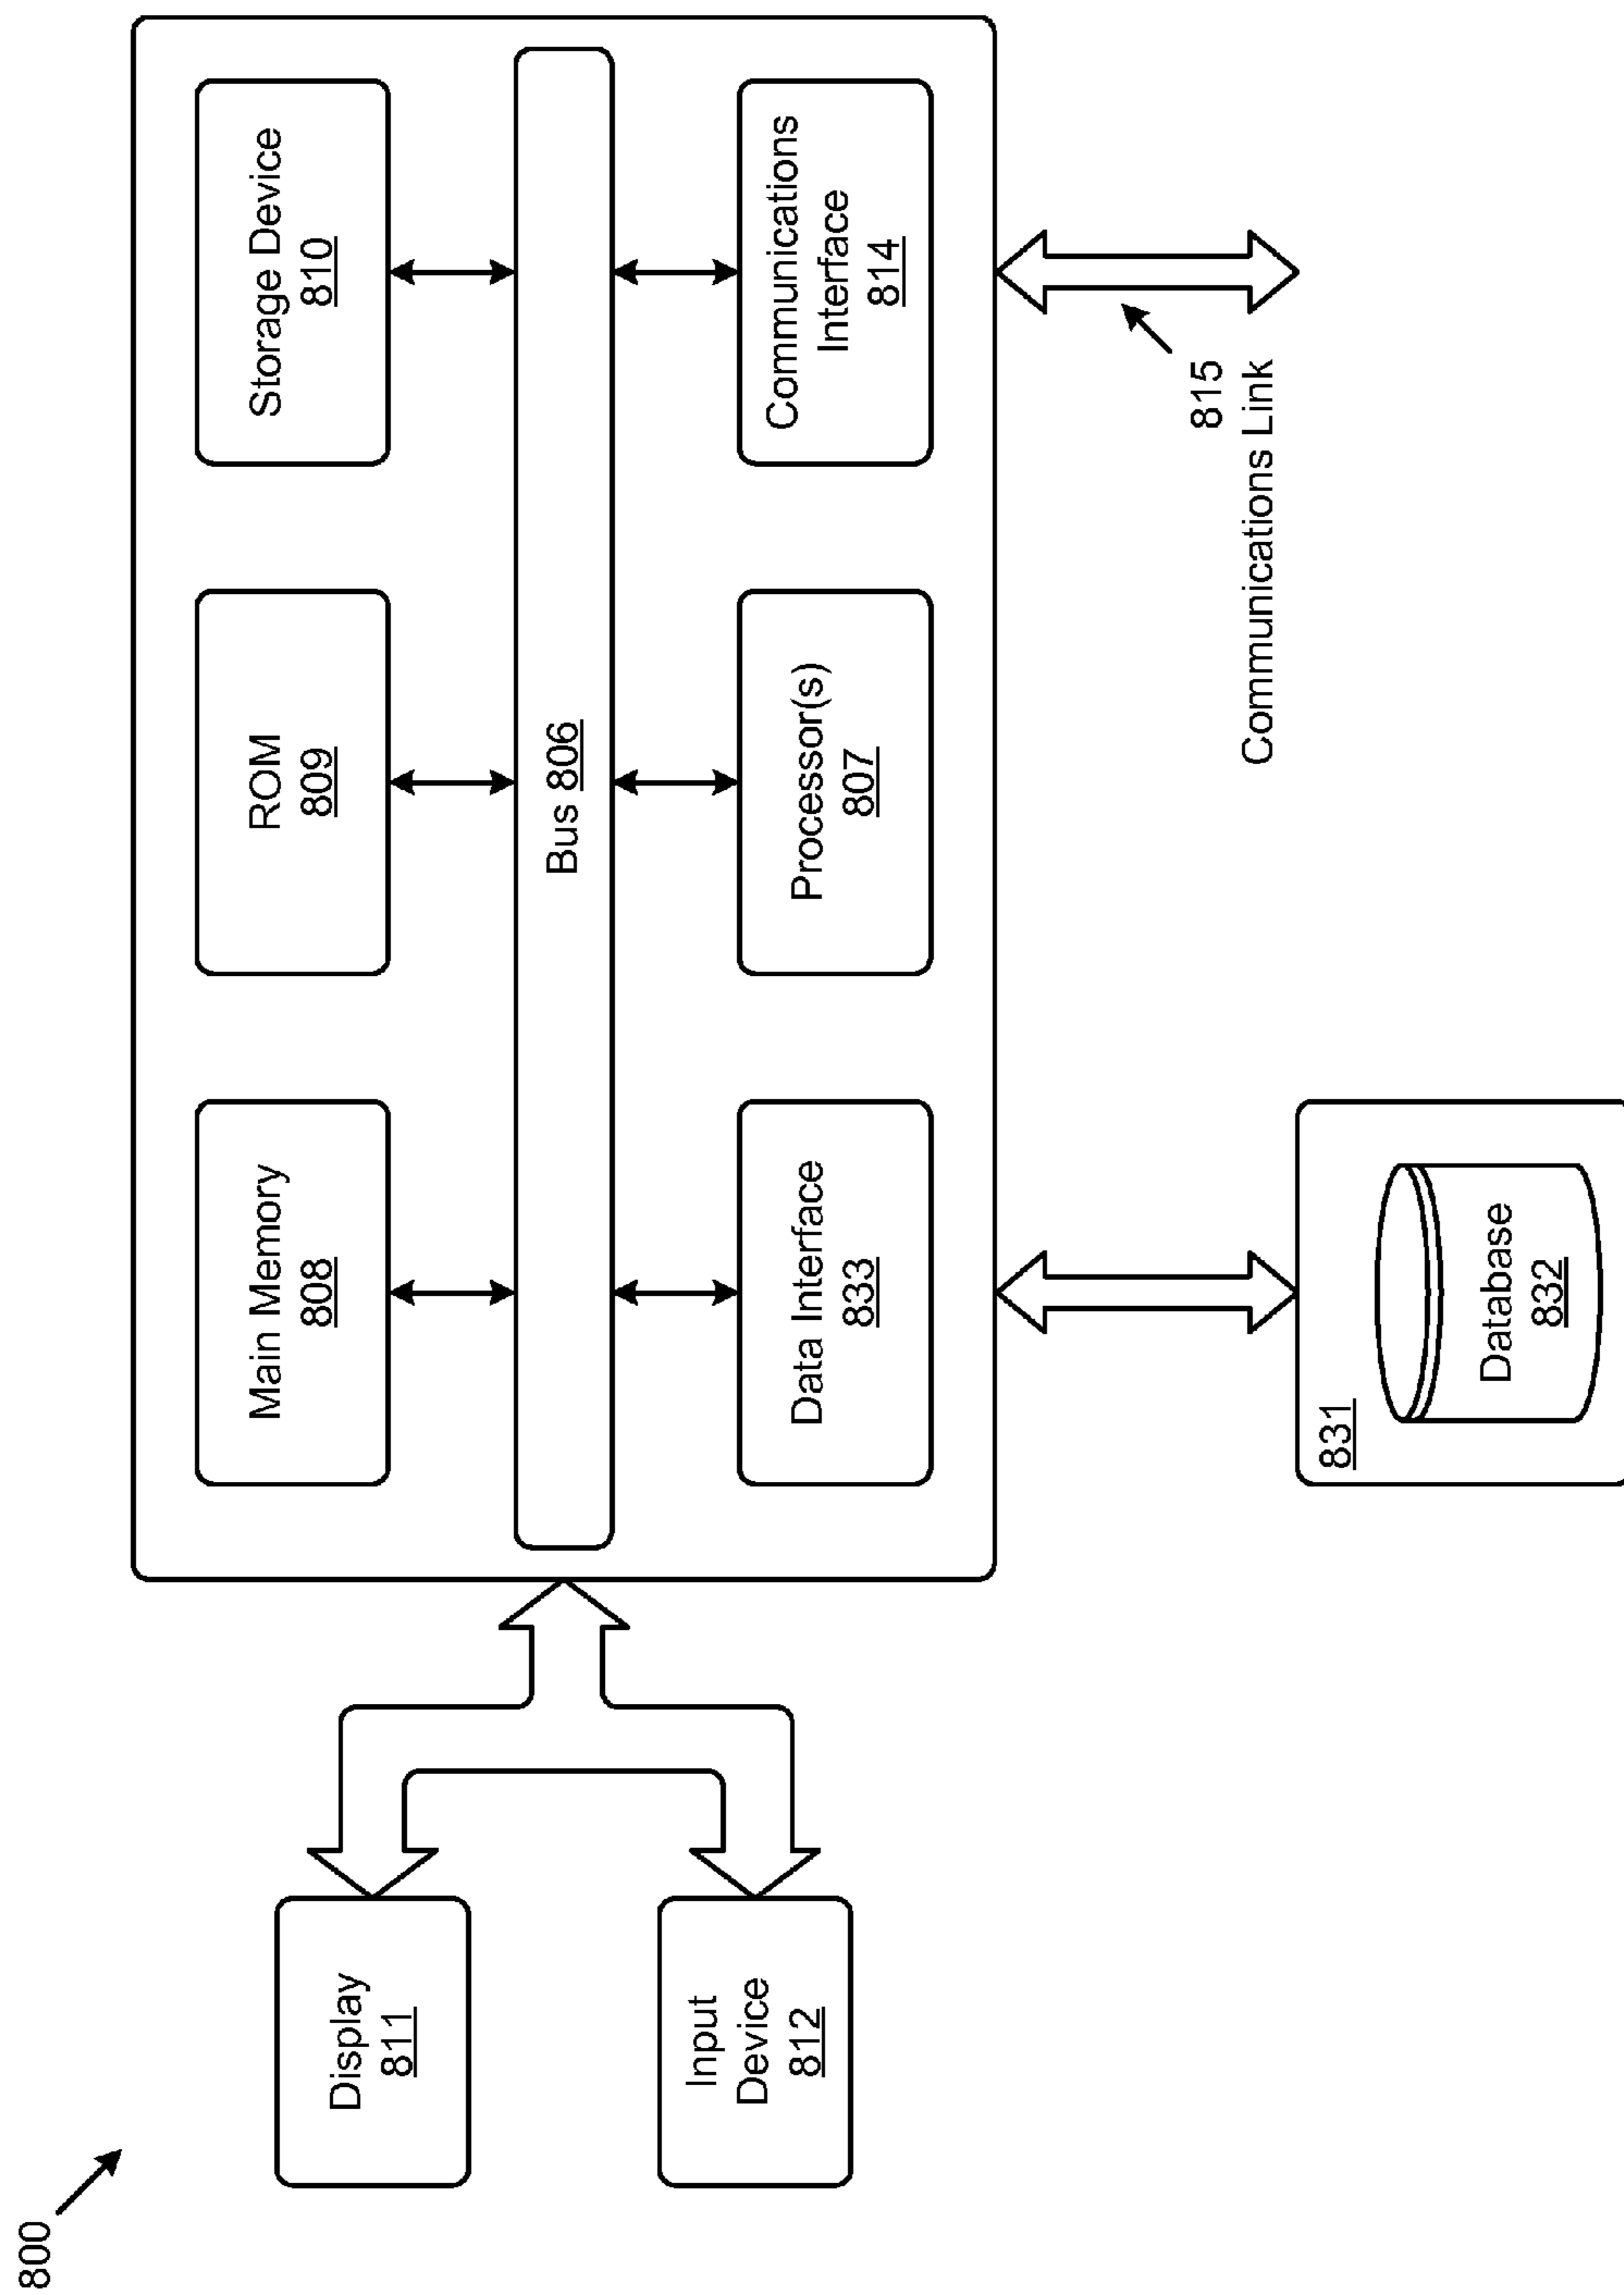 800
Display
811
Input
Device
812
Main Memory
808
ROM
809
Storage Device
810
Bus 806
Data Interface
833
Processor(s)
807
Communications
Interface
814
815
Communications Link
831
Database
832